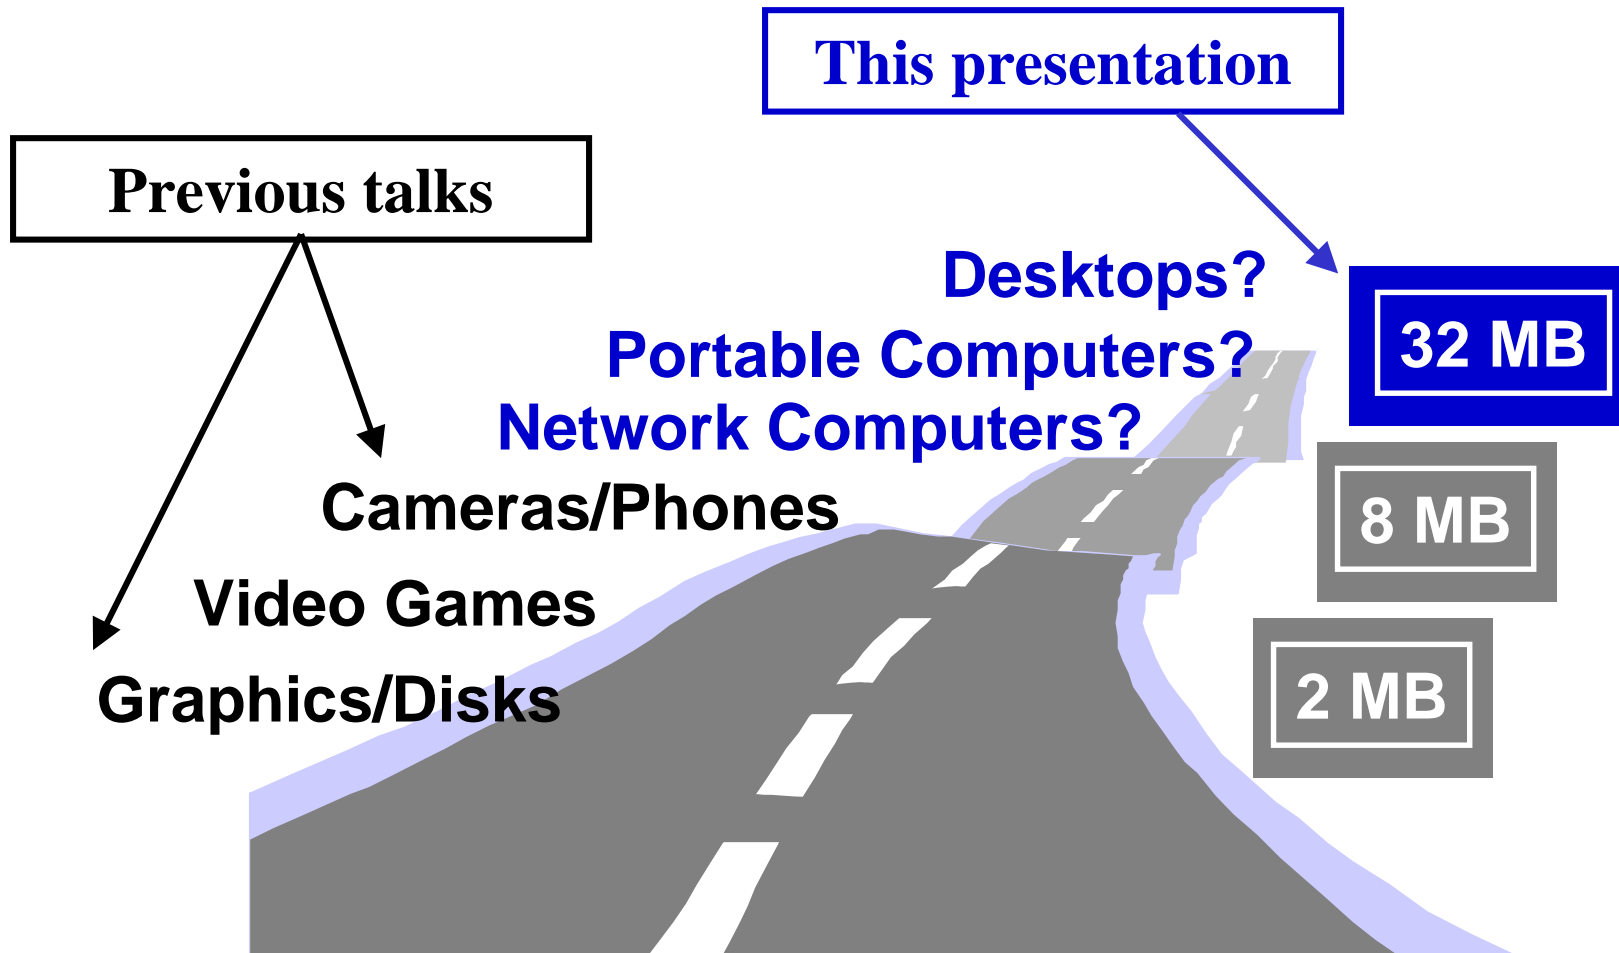 This presentation
Previous talks
Desktops?
Portable Computers?
Network Computers?
Cameras/Phones
Video Games
Graphics/Disks
32 MB
8 MB
2 MB